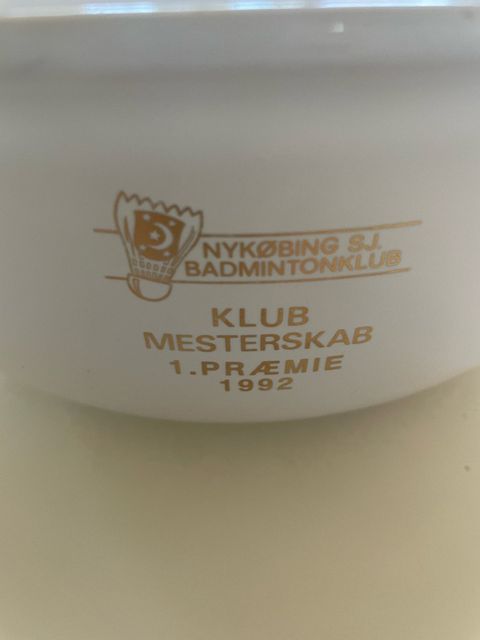 NYKØBING SJ.
BADMINTONKLUB
KLUB
MESTERSKAB
1.PRÆMIE
1992